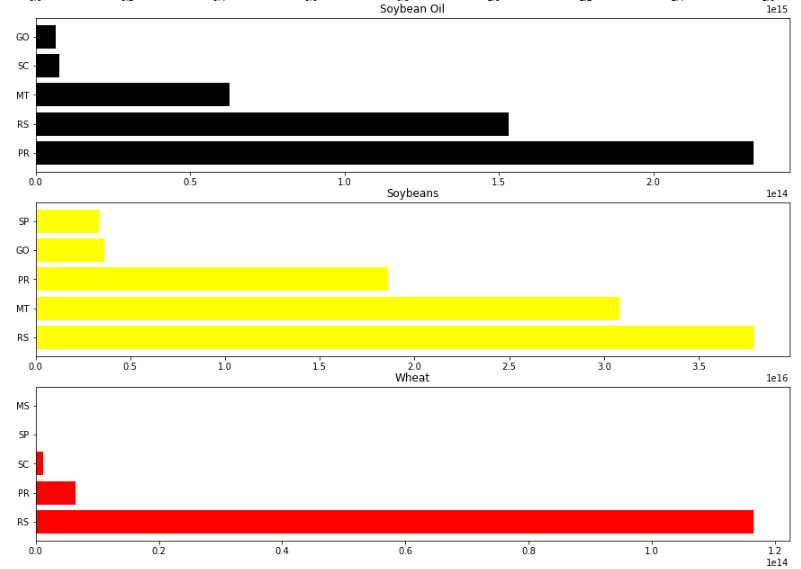 Soybean Oil 1e15
GO
SC
MT
RS
PR
0.0 0.5 1.0 1.5 2.0
Soybeans 1e14
SP
GO
PR
MT
RS
0.0 0.5 1.0 1.5 2.0 2.5 3.0 3.5
Wheat 1e16
MS
SP
SC
PR
RS
0.0 0.2 0.4 0.6 0.8 1.0 1.2
1e14